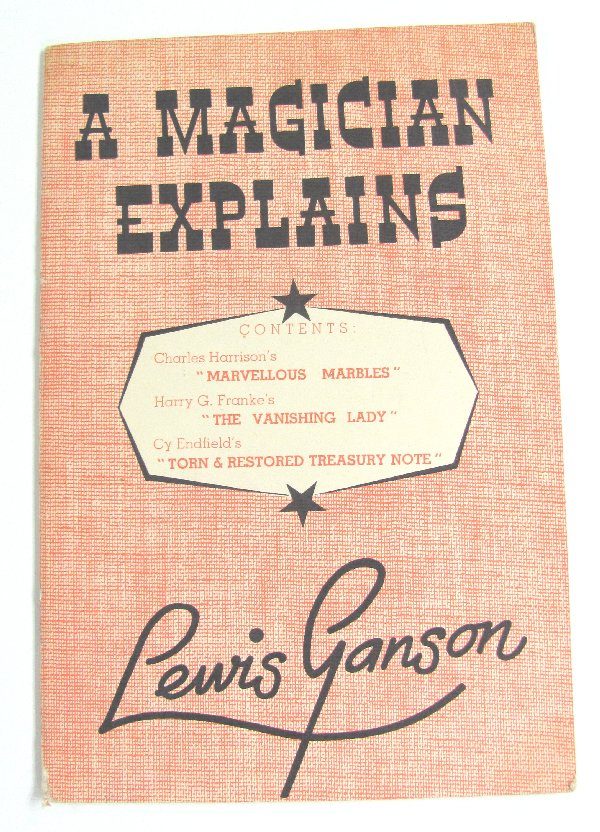 A MAGICIAN
EXPLAINS
CONTENTS:
Charles Harrison's
"MARVELLOUS MARBLES"
Harry G. Franke's
"THE VANISHING LADY"
Cy Endfield's
"TORN & RESTORED TREASURY NOTE"
Lewis Ganson